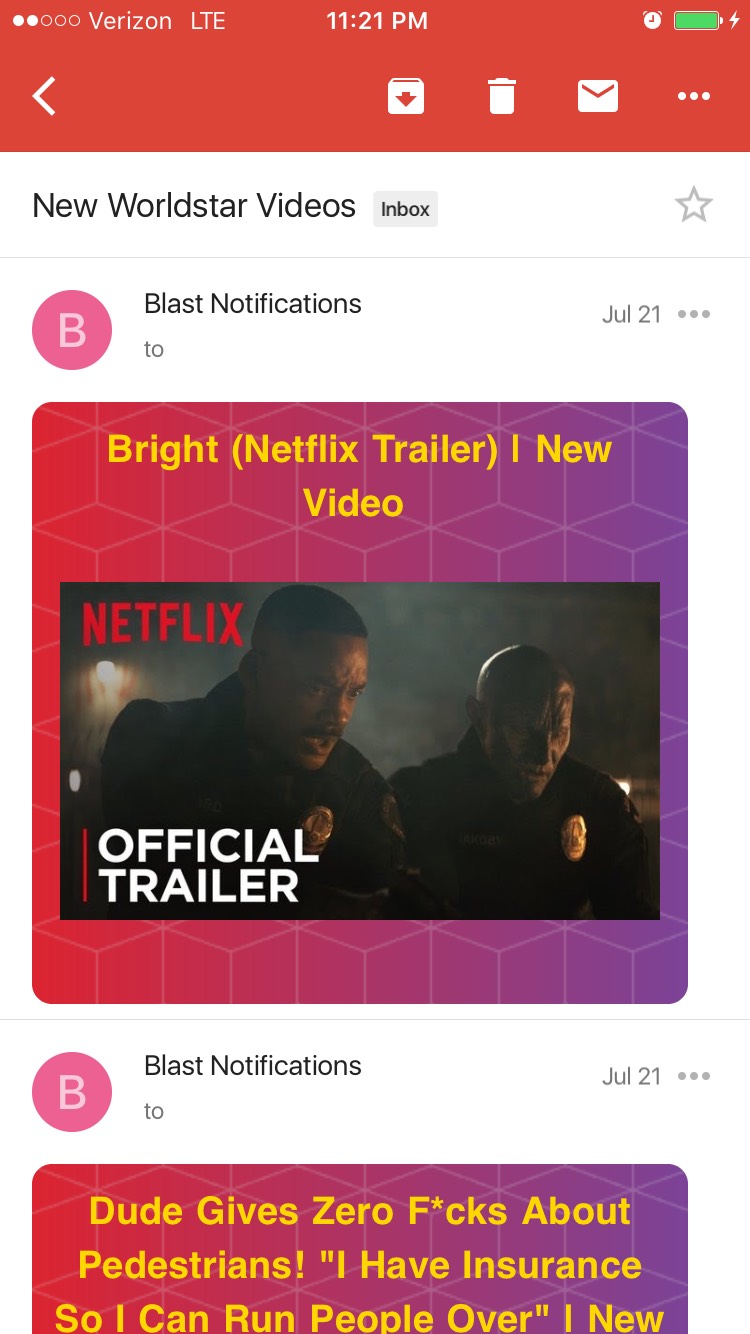 Verizon LTE 11:21 PM
New Worldstar Videos Inbox
B Blast Notifications Jul 21
to
Bright (Netflix Trailer) | New
Video
NETFLIX
OFFICIAL
TRAILER
B Blast Notifications Jul 21
to
Dude Gives Zero F*cks About
Pedestrians! "I Have Insurance
So I Can Run People Over" | New